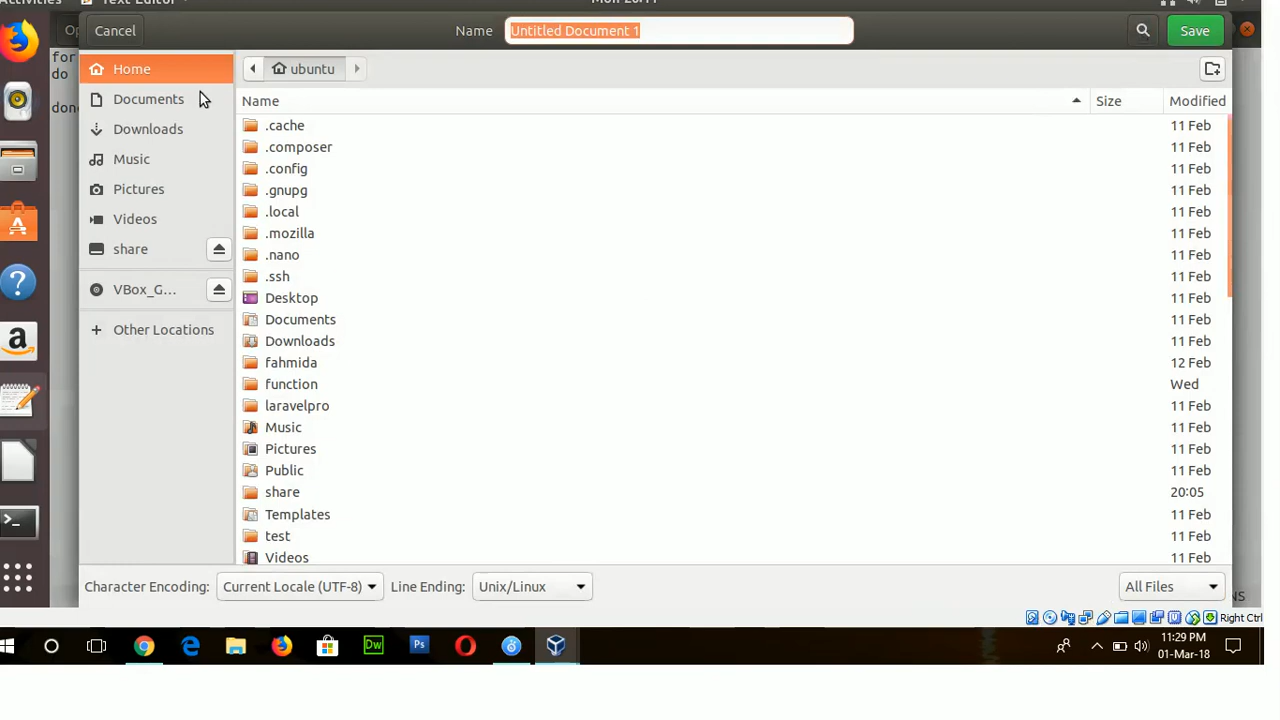 Activities Text Editor
Cancel Name Untitled Document 1 Save
for
do
done
Home
Documents
Downloads
Music
Pictures
Videos
share
VBox_G...
Other Locations
ubuntu
Name Size Modified
.cache 11 Feb
.composer 11 Feb
.config 11 Feb
.gnupg 11 Feb
.local 11 Feb
.mozilla 11 Feb
.nano 11 Feb
.ssh 11 Feb
Desktop 11 Feb
Documents 11 Feb
Downloads 11 Feb
fahmida 12 Feb
function Wed
laravelpro 11 Feb
Music 11 Feb
Pictures 11 Feb
Public 11 Feb
share 20:05
Templates 11 Feb
test 11 Feb
Videos 11 Feb
Character Encoding: Current Locale (UTF-8) Line Ending: Unix/Linux All Files
Right Ctrl
Dw Ps
11:29 PM
01-Mar-18